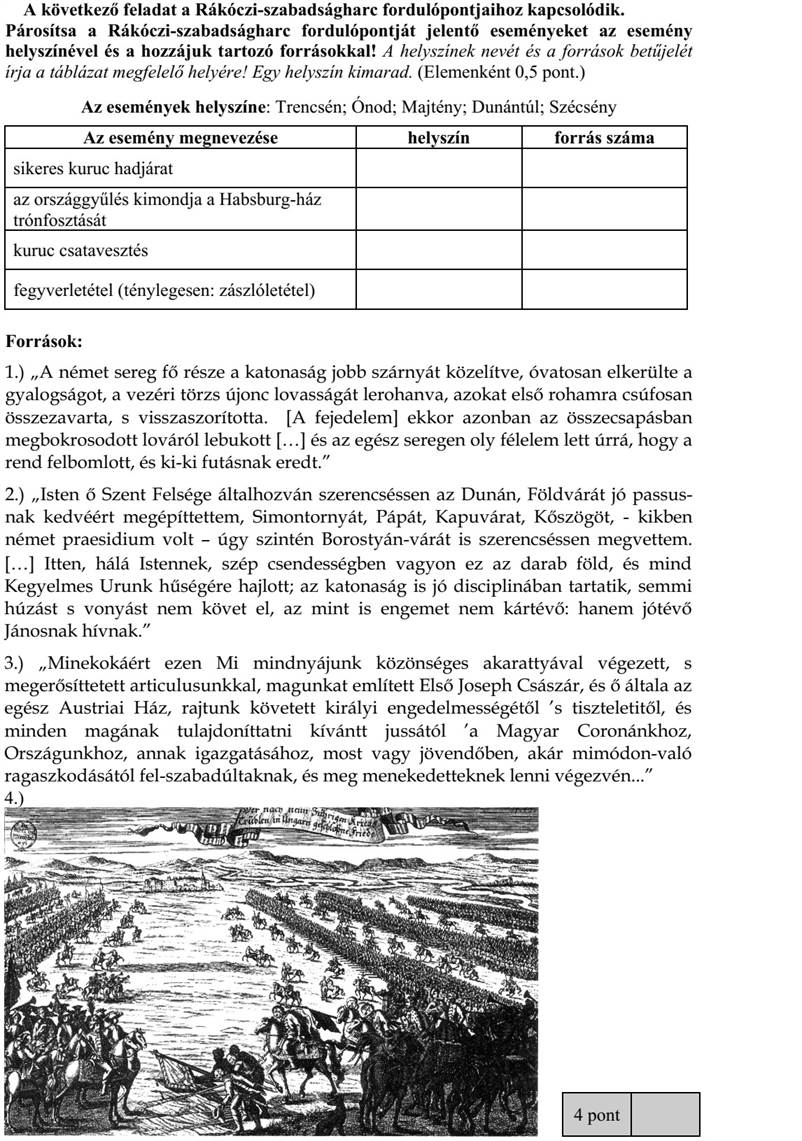 A következő feladat a Rákóczi-szabadságharc fordulópontjaihoz kapcsolódik.
Párosítsa a Rákóczi-szabadságharc fordulópontját jelentő eseményeket az esemény
helyszínével és a hozzájuk tartozó forrásokkal! A helyszínek nevét és a források betűjelét
írja a táblázat megfelelő helyére! Egy helyszín kimarad. (Elemenként 0,5 pont.)
Az események helyszíne: Trencsén; Ónod; Majtény; Dunántúl; Szécsény
Az esemény megnevezése helyszín forrás száma
sikeres kuruc hadjárat
az országgyűlés kimondja a Habsburg-ház
trónfosztását
kuruc csatavesztés
fegyverletétel (ténylegesen: zászlóletétel)
Források:
1.) „A német sereg fő része a katonaság jobb szárnyát közelítve, óvatosan elkerülte a
gyalogságot, a vezéri törzs újonc lovasságát lerohanva, azokat első rohamra csúfosan
összezavarta, s visszaszorította. [A fejedelem] ekkor azonban az összecsapásban
megbokrosodott lováról lebukott [...] és az egész seregen oly félelem lett úrrá, hogy a
rend felbomlott, és ki-ki futásnak eredt.”
2.) „Isten ő Szent Felsége általhozván szerencséssen az Dunán, Földvárát jó passus-
nak kedvéért megépíttettem, Simontornyát, Pápát, Kapuvárat, Kőszögöt, - kikben
német praesidium volt – úgy szintén Borostyán-várát is szerencséssen megvettem.
[...] Itten, hálá Istennek, szép csendességben vagyon ez az darab föld, és mind
Kegyelmes Urunk hűségére hajlott; az katonaság is jó disciplinában tartatik, semmi
húzást s vonyást nem követ el, az mint is engemet nem kártévő: hanem jótévő
Jánosnak hívnak.”
3.) „Minekokáért ezen Mi mindnyájunk közönséges akarattyával végezett, s
megerősíttetett articulusunkkal, magunkat említett Első Joseph Császár, és ő általa az
egész Austriai Ház, rajtunk követett királyi engedelmességétől ’s tiszteletitől, és
minden magának tulajdoníttatni kívántt jussától ’a Magyar Coronánkhoz,
Országunkhoz, annak igazgatásához, most vagy jövendőben, akár mimódon-való
ragaszkodásától fel-szabadúltaknak, és meg menekedetteknek lenni végezvén...”
4.)
4 pont